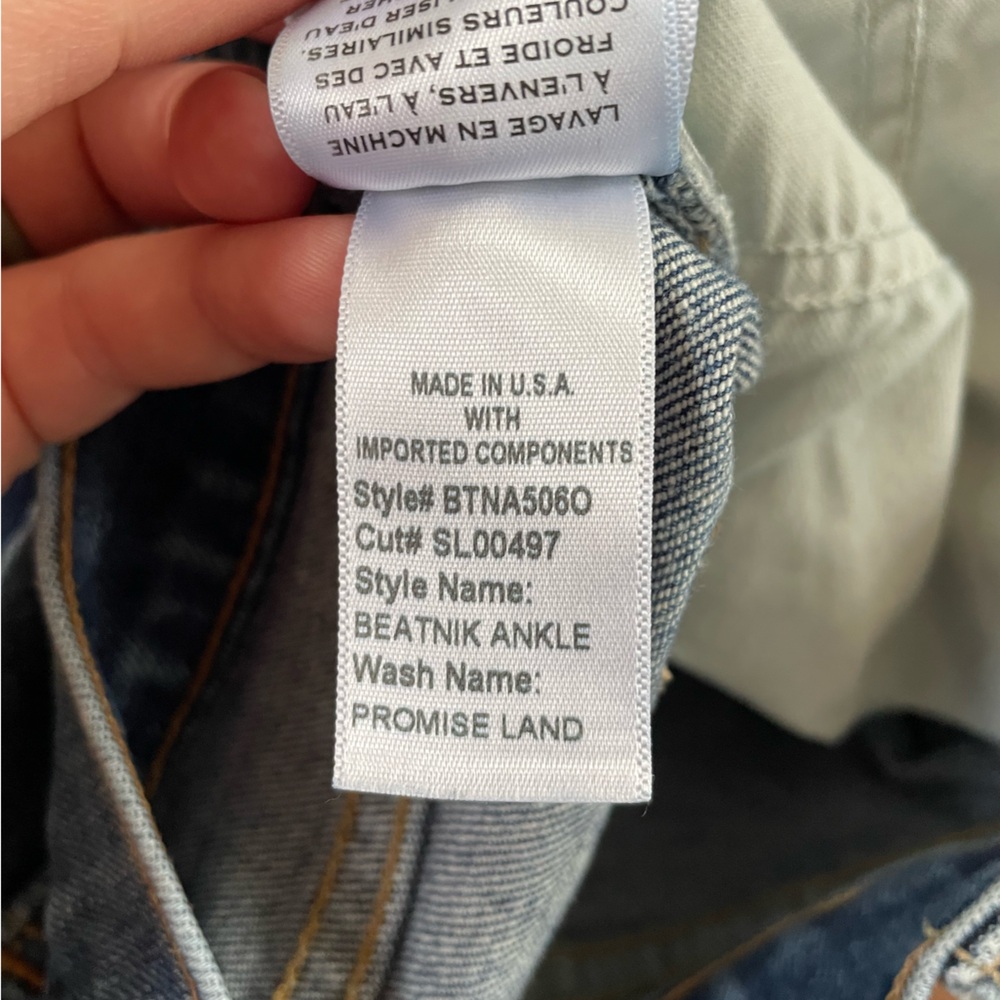 LAVAGE EN MACHINE
À L'ENVERS, À L'EAU
FROIDE ET AVEC DES
COULEURS SIMILAIRES.
D'EAU
MADE IN U.S.A.
WITH
IMPORTED COMPONENTS
Style# BTNA506O
Cut# SL00497
Style Name:
BEATNIK ANKLE
Wash Name:
PROMISE LAND